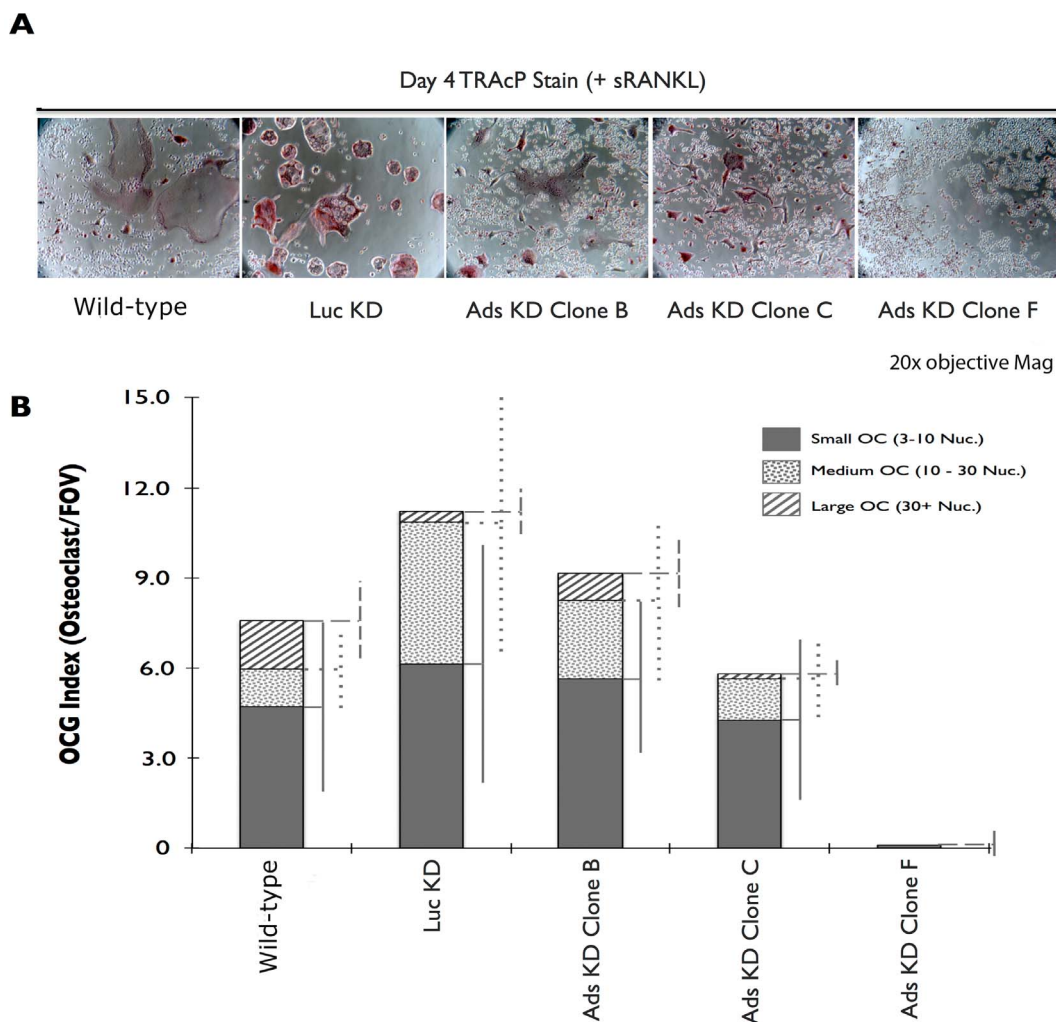 A
Day 4 TRAcP Stain (+ sRANKL)
Wild-type
Luc KD
Ads KD Clone B
Ads KD Clone C
Ads KD Clone F
20x objective Mag
B
OCG Index (Osteoclast/FOV)
15.0
12.0
9.0
6.0
3.0
0
Small OC (3-10 Nuc.)
Medium OC (10 - 30 Nuc.)
Large OC (30+ Nuc.)
Wild-type
Luc KD
Ads KD Clone B
Ads KD Clone C
Ads KD Clone F